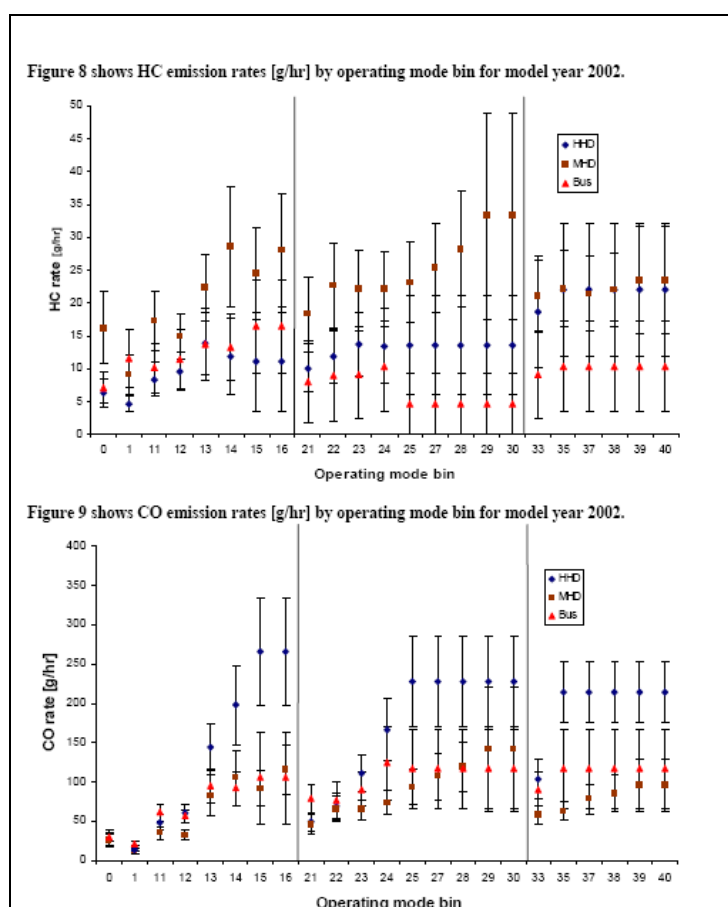 Figure 8 shows HC emission rates [g/hr] by operating mode bin for model year 2002.
50
45
40
35
30
25
20
15
10
5
0
HC rate [g/hr]
HHD
MHD
Bus
0 1 11 12 13 14 15 16 21 22 23 24 25 27 28 29 30 33 35 37 38 39 40
Operating mode bin
Figure 9 shows CO emission rates [g/hr] by operating mode bin for model year 2002.
400
350
300
250
200
150
100
50
0
CO rate [g/hr]
HHD
MHD
Bus
0 1 11 12 13 14 15 16 21 22 23 24 25 27 28 29 30 33 35 37 38 39 40
Operating mode bin